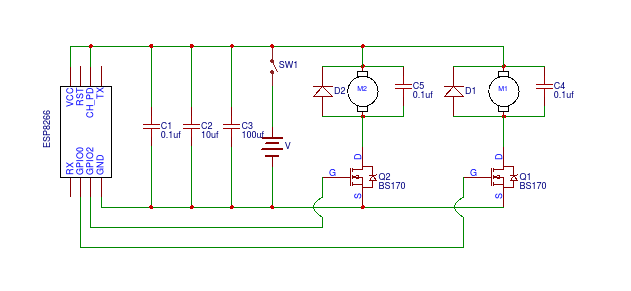 ESP8266
VCC
RST
CH_PD
TX
RX
GPIO0
GPIO2
GND
C1
0.1uf
C2
10uf
C3
100uf
SW1
V
D2
M2
C5
0.1uf
D1
M1
C4
0.1uf
D
G
S
Q2
BS170
D
G
S
Q1
BS170